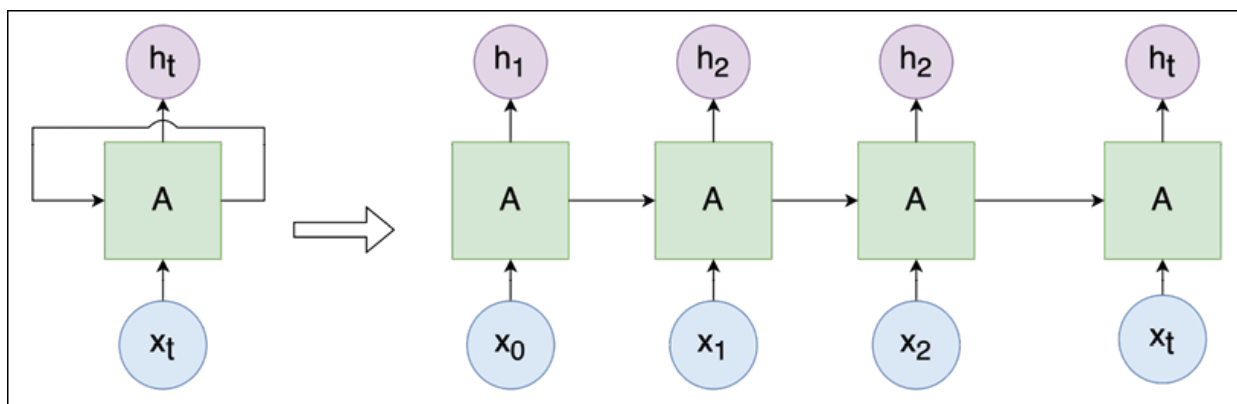 hₜ h₁ h₂ h₂ hₜ
A A A A A
xₜ x₀ x₁ x₂ xₜ